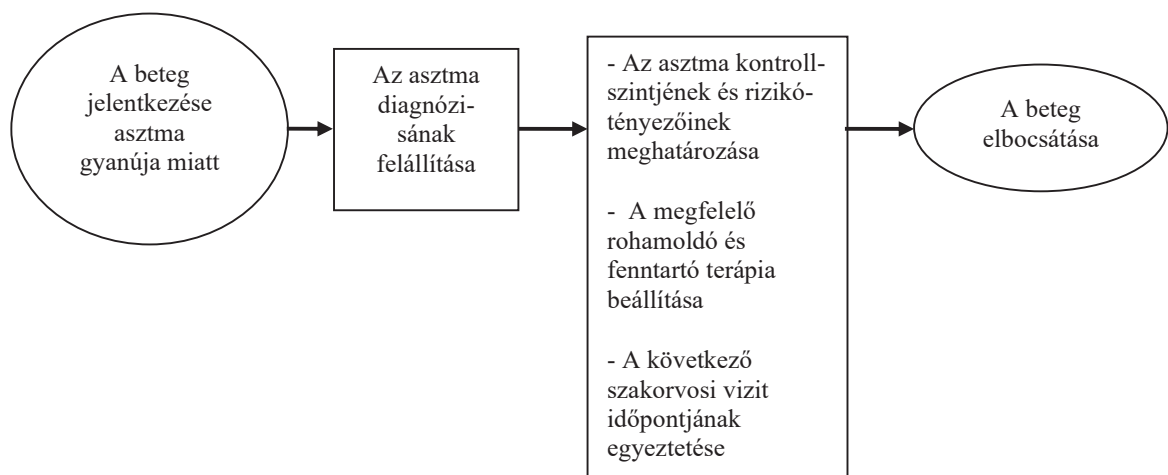 A beteg
jelentkezése
asztma
gyanúja miatt
Az asztma
diagnózi-
sának
felállítása
- Az asztma kontroll-
szintjének és rizikó-
tényezőinek
meghatározása
- A megfelelő
rohamoldó és
fenntartó terápia
beállítása
- A következő
szakorvosi vizit
időpontjának
egyeztetése
A beteg
elbocsátása